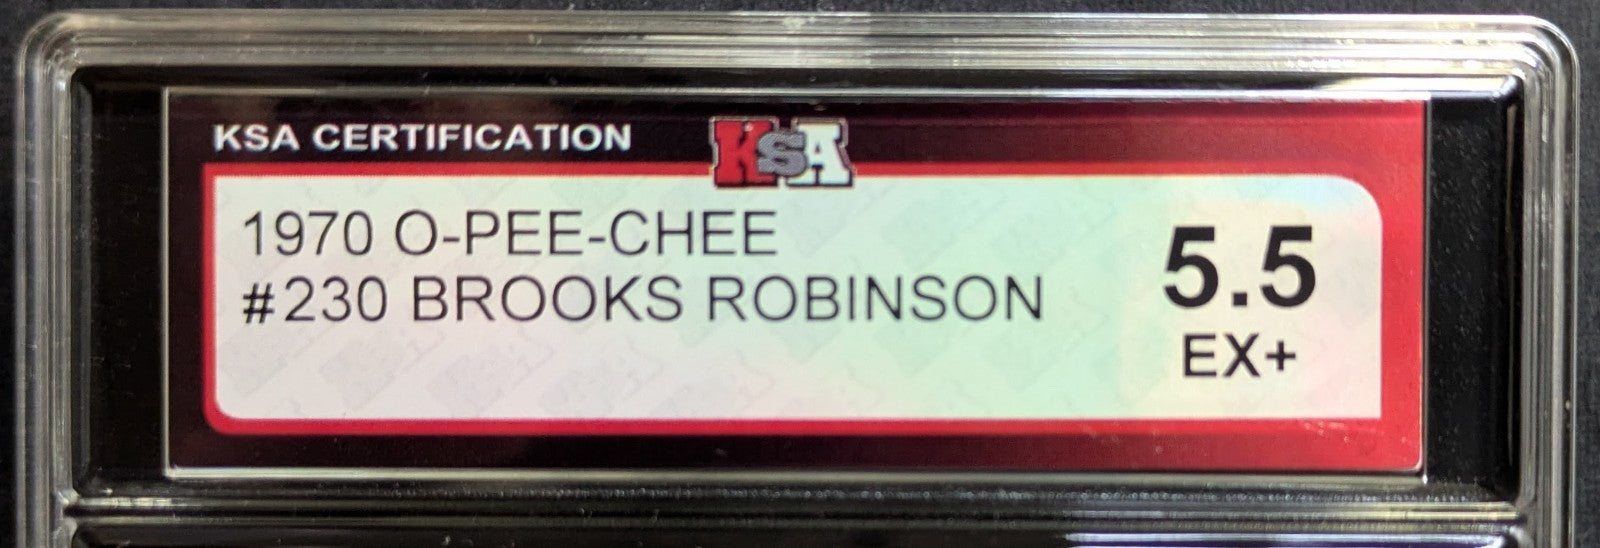 KSA CERTIFICATION
KSA
1970 O-PEE-CHEE
#230 BROOKS ROBINSON
5.5
EX+